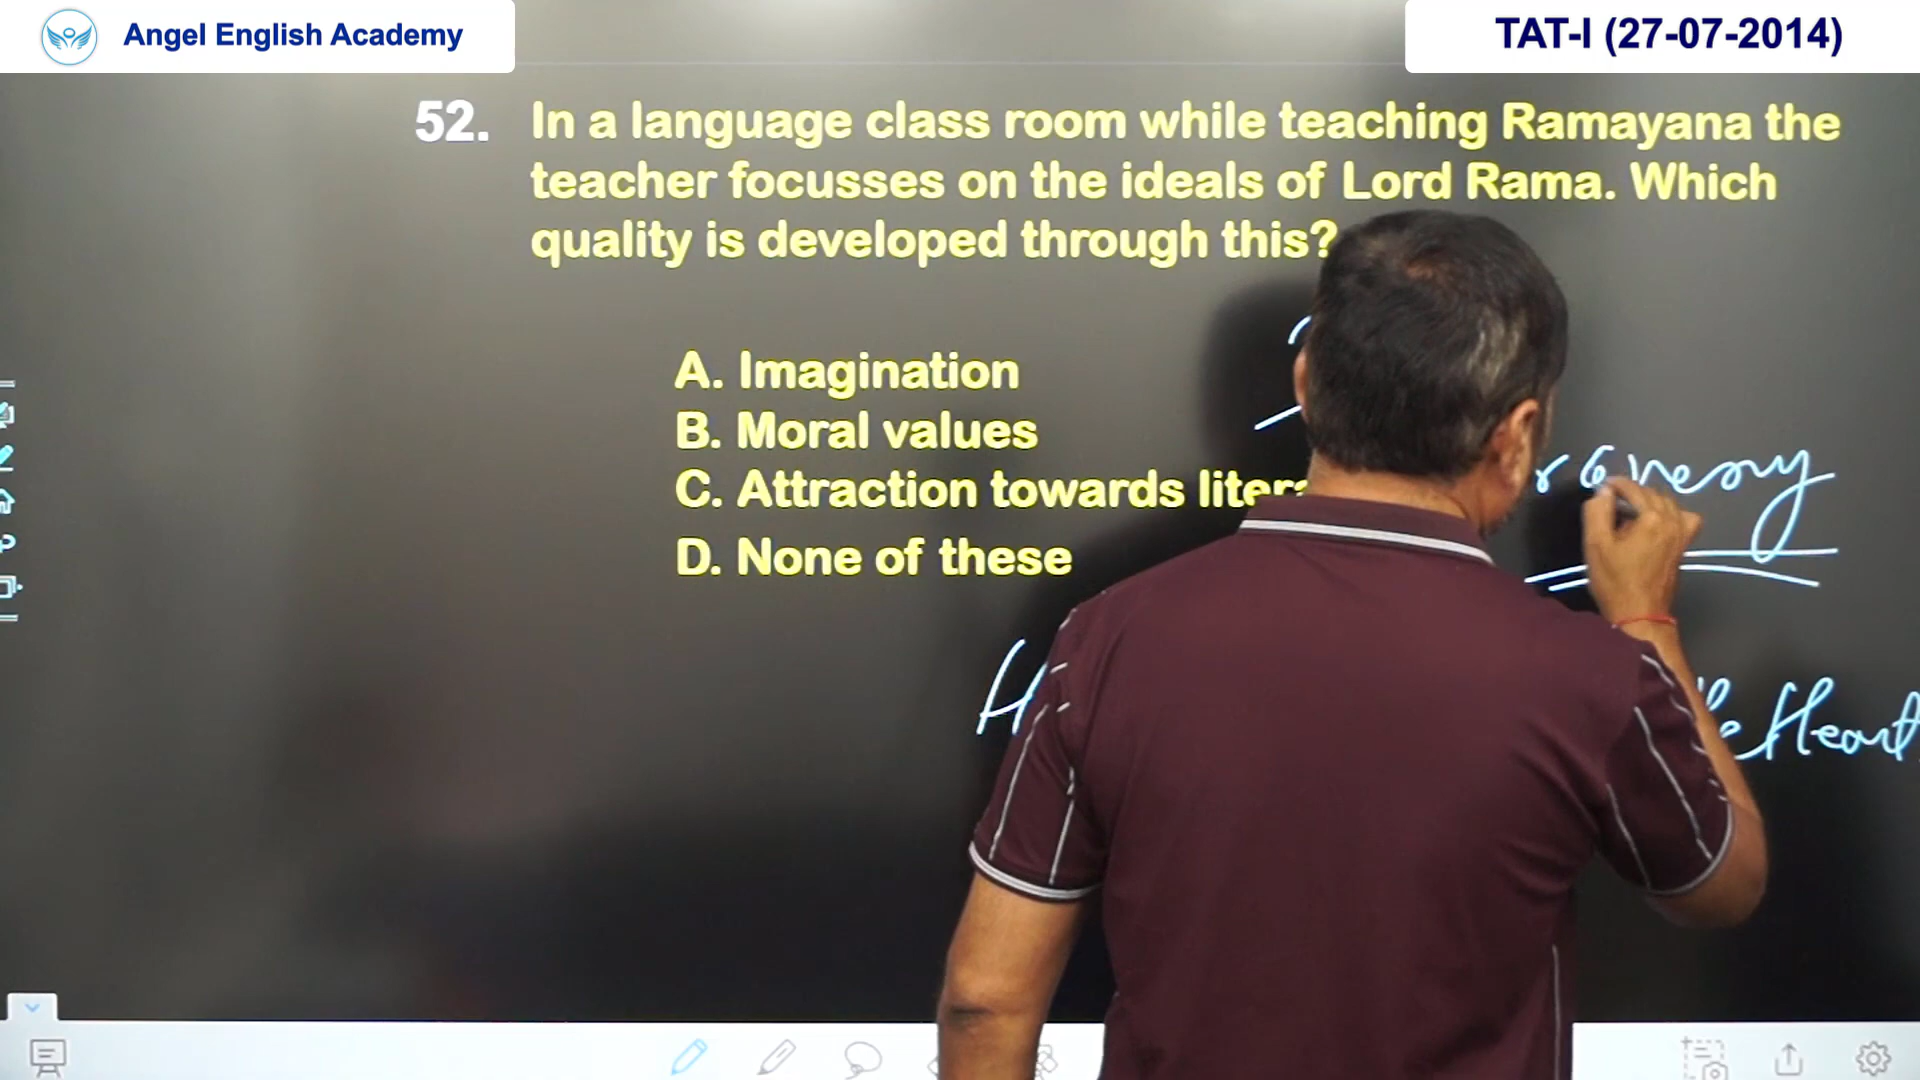 Angel English Academy
TAT-I (27-07-2014)
52. In a language class room while teaching Ramayana the
teacher focusses on the ideals of Lord Rama. Which
quality is developed through this?
A. Imagination
B. Moral values
C. Attraction towards litera
D. None of these
Heart